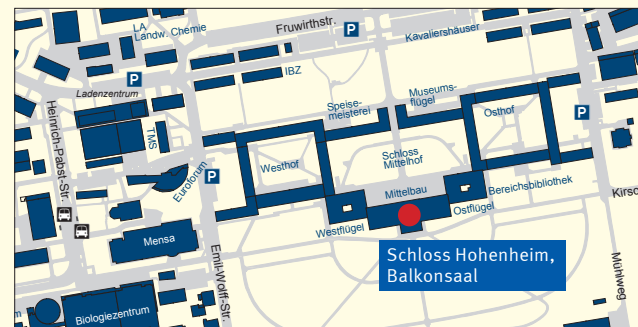 LA
Landw. Chemie
Fruwirthstr.
P
Kavaliershäuser
P
IBZ
Ladenzentrum
Heinrich-Pabst-Str.
Speise-
meisterei
Museums-
flügel
Osthof
P
TMS
Euroforum
P
Westhof
Schloss
Mittelhof
Mittelbau
Bereichsbibliothek
Kirsc
Westflügel
Ostflügel
Mensa
Emil-Wolff-Str.
Schloss Hohenheim,
Balkonsaal
Mühlweg
m
Biologiezentrum